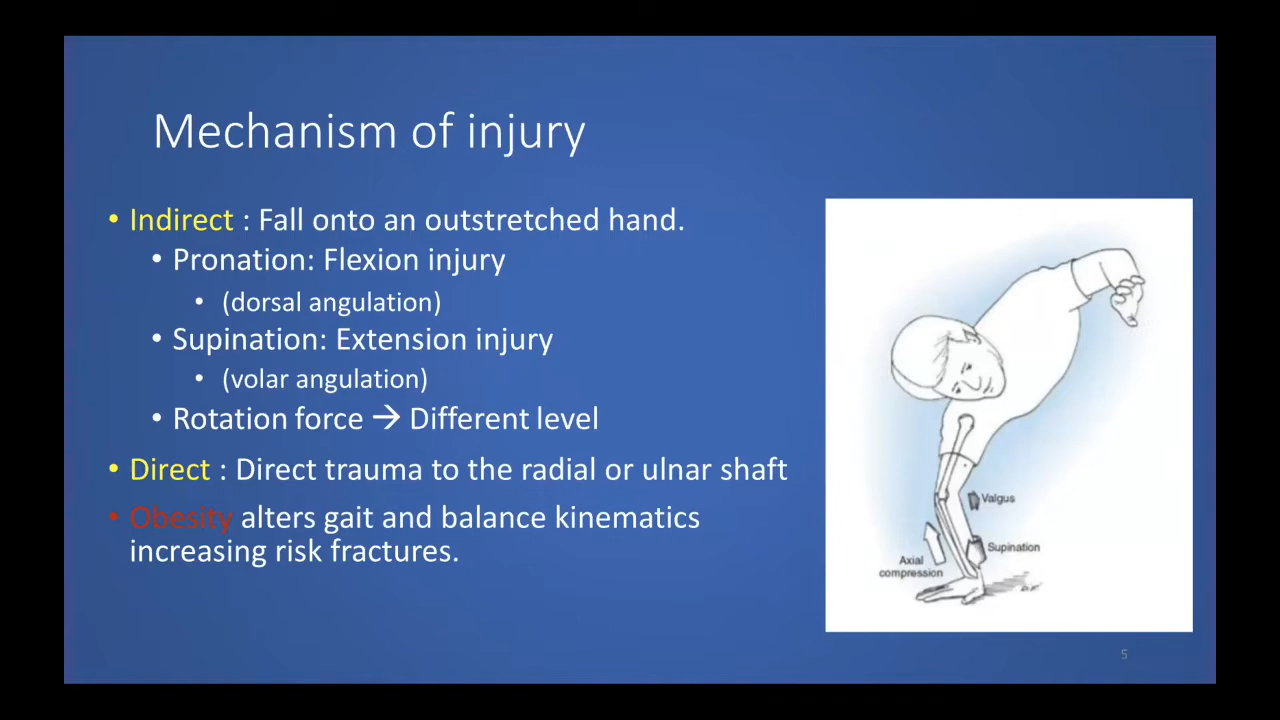 Mechanism of injury
• Indirect : Fall onto an outstretched hand.
• Pronation: Flexion injury
• (dorsal angulation)
• Supination: Extension injury
• (volar angulation)
• Rotation force → Different level
• Direct : Direct trauma to the radial or ulnar shaft
• Obesity alters gait and balance kinematics
increasing risk fractures.
Valgus
Supination
Axial
compression
5